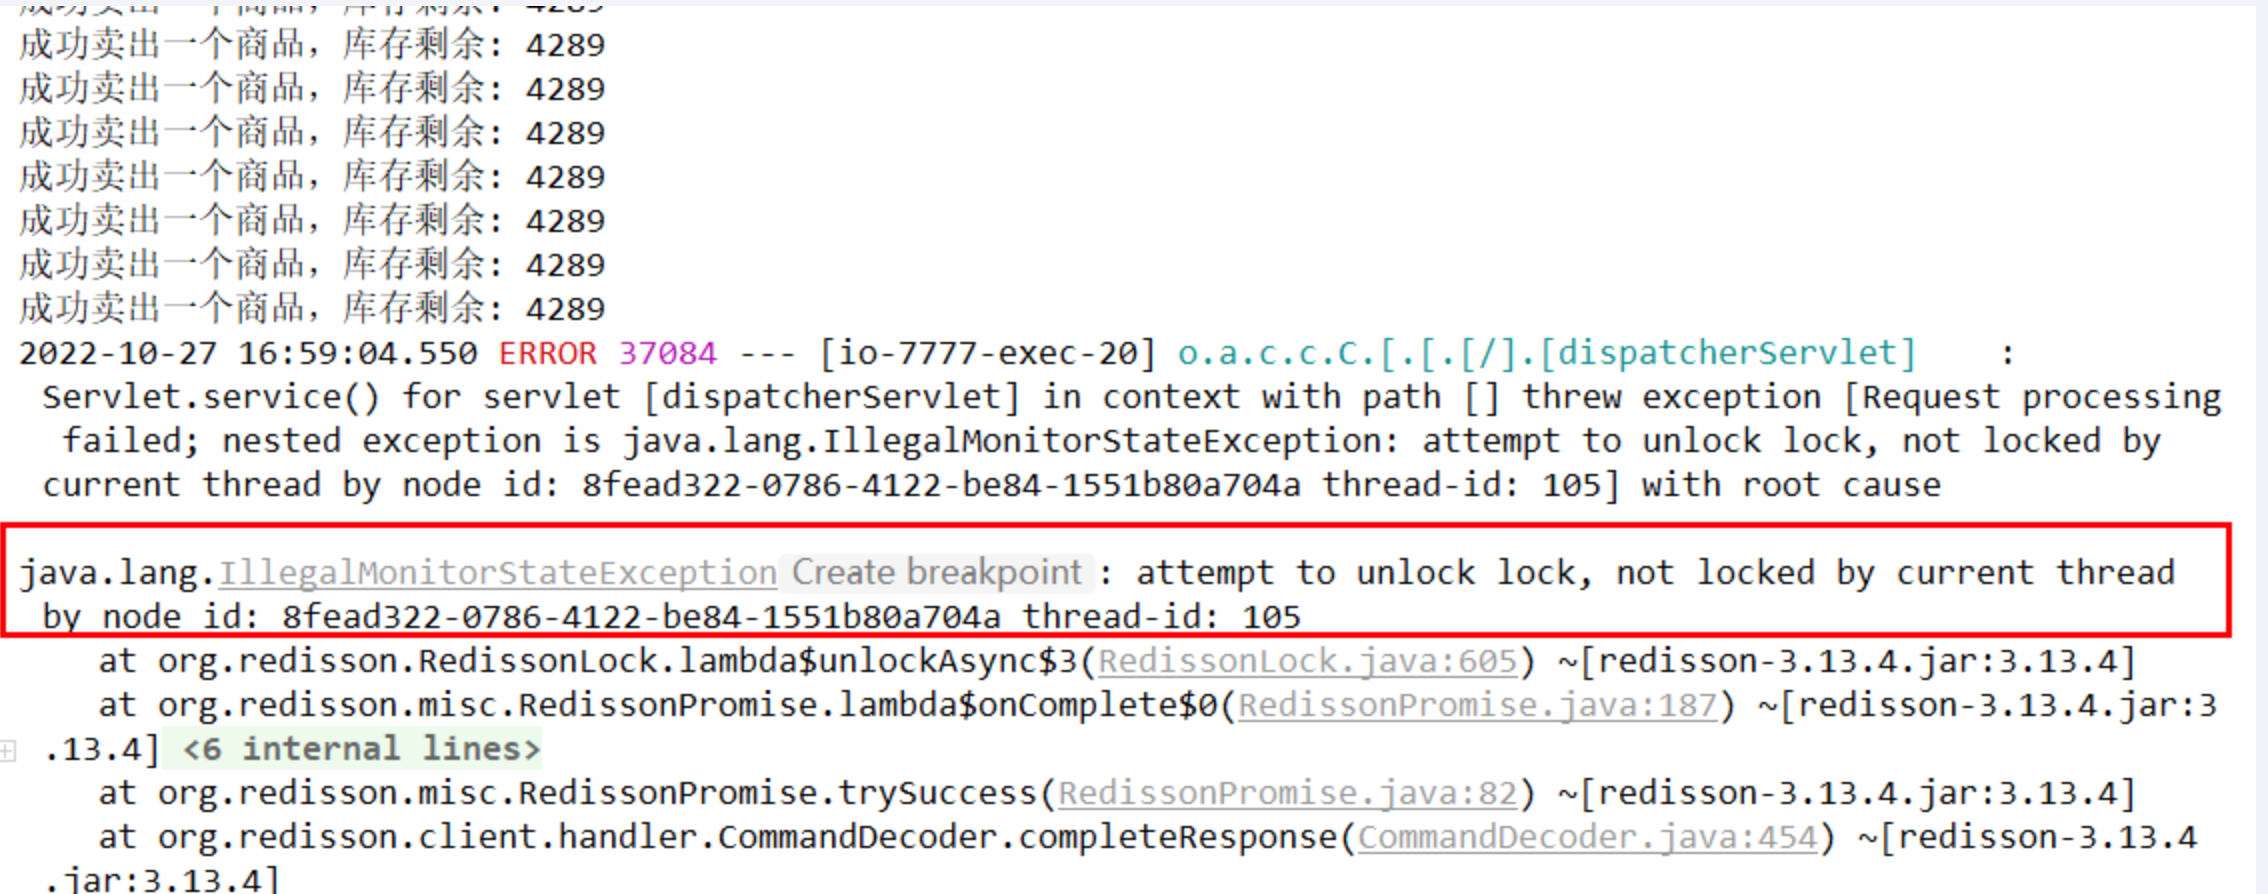 成功卖出一个商品，库存剩余: 4289
成功卖出一个商品，库存剩余: 4289
成功卖出一个商品，库存剩余: 4289
成功卖出一个商品，库存剩余: 4289
成功卖出一个商品，库存剩余: 4289
成功卖出一个商品，库存剩余: 4289
成功卖出一个商品，库存剩余: 4289
成功卖出一个商品，库存剩余: 4289
2022-10-27 16:59:04.550 ERROR 37084 --- [io-7777-exec-20] o.a.c.c.C.[.[.[/].[dispatcherServlet]    :
Servlet.service() for servlet [dispatcherServlet] in context with path [] threw exception [Request processing
failed; nested exception is java.lang.IllegalMonitorStateException: attempt to unlock lock, not locked by
current thread by node id: 8fead322-0786-4122-be84-1551b80a704a thread-id: 105] with root cause
java.lang.IllegalMonitorStateException Create breakpoint : attempt to unlock lock, not locked by current thread
by node id: 8fead322-0786-4122-be84-1551b80a704a thread-id: 105
at org.redisson.RedissonLock.lambda$unlockAsync$3(RedissonLock.java:605) ~[redisson-3.13.4.jar:3.13.4]
at org.redisson.misc.RedissonPromise.lambda$onComplete$0(RedissonPromise.java:187) ~[redisson-3.13.4.jar:3
.13.4] <6 internal lines>
at org.redisson.misc.RedissonPromise.trySuccess(RedissonPromise.java:82) ~[redisson-3.13.4.jar:3.13.4]
at org.redisson.client.handler.CommandDecoder.completeResponse(CommandDecoder.java:454) ~[redisson-3.13.4
.jar:3.13.4]